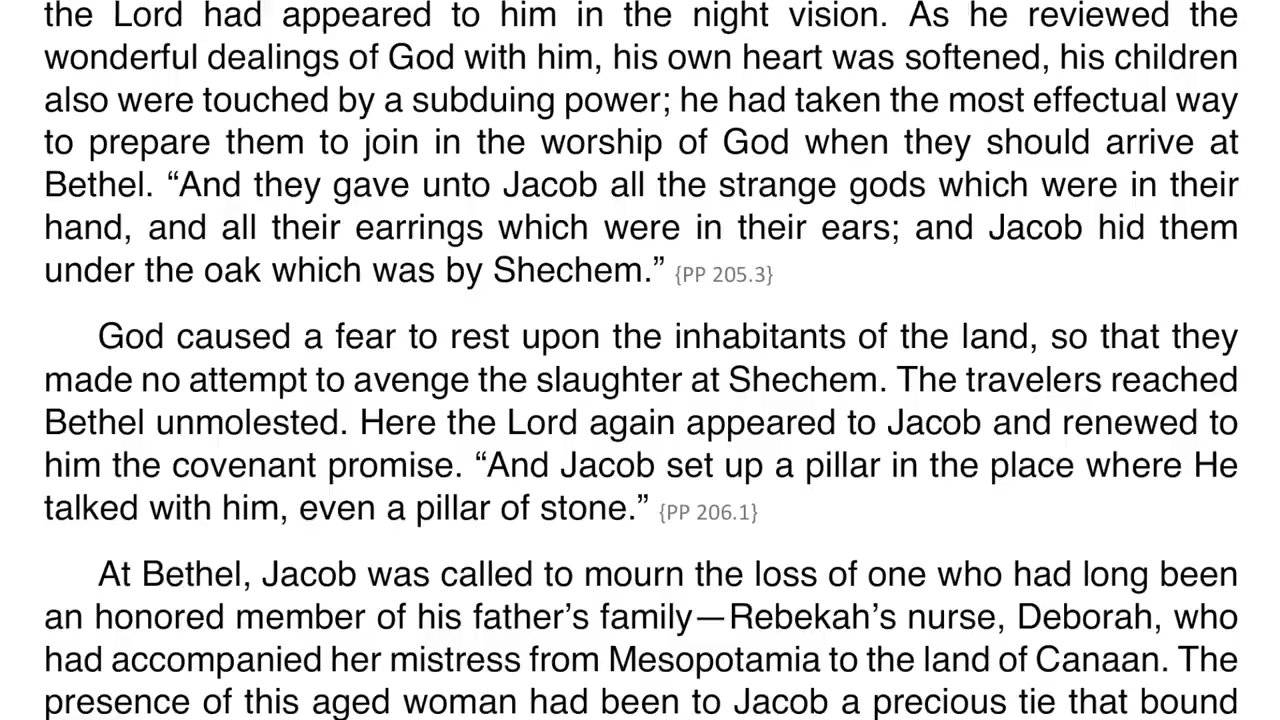 the Lord had appeared to him in the night vision. As he reviewed the
wonderful dealings of God with him, his own heart was softened, his children
also were touched by a subduing power; he had taken the most effectual way
to prepare them to join in the worship of God when they should arrive at
Bethel. “And they gave unto Jacob all the strange gods which were in their
hand, and all their earrings which were in their ears; and Jacob hid them
under the oak which was by Shechem.” {PP 205.3}
God caused a fear to rest upon the inhabitants of the land, so that they
made no attempt to avenge the slaughter at Shechem. The travelers reached
Bethel unmolested. Here the Lord again appeared to Jacob and renewed to
him the covenant promise. “And Jacob set up a pillar in the place where He
talked with him, even a pillar of stone.” {PP 206.1}
At Bethel, Jacob was called to mourn the loss of one who had long been
an honored member of his father’s family—Rebekah’s nurse, Deborah, who
had accompanied her mistress from Mesopotamia to the land of Canaan. The
presence of this aged woman had been to Jacob a precious tie that bound